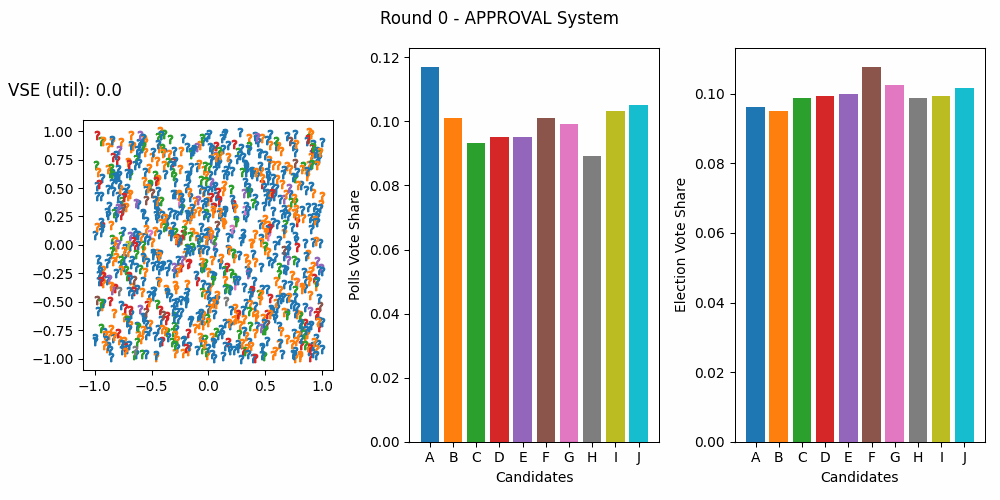 Round 0 - APPROVAL System
VSE (util): 0.0
1.00
0.75
0.50
0.25
0.00
−0.25
−0.50
−0.75
−1.00
−1.0 −0.5 0.0 0.5 1.0
Polls Vote Share
0.12
0.10
0.08
0.06
0.04
0.02
0.00
A B C D E F G H I J
Candidates
Election Vote Share
0.10
0.08
0.06
0.04
0.02
0.00
A B C D E F G H I J
Candidates